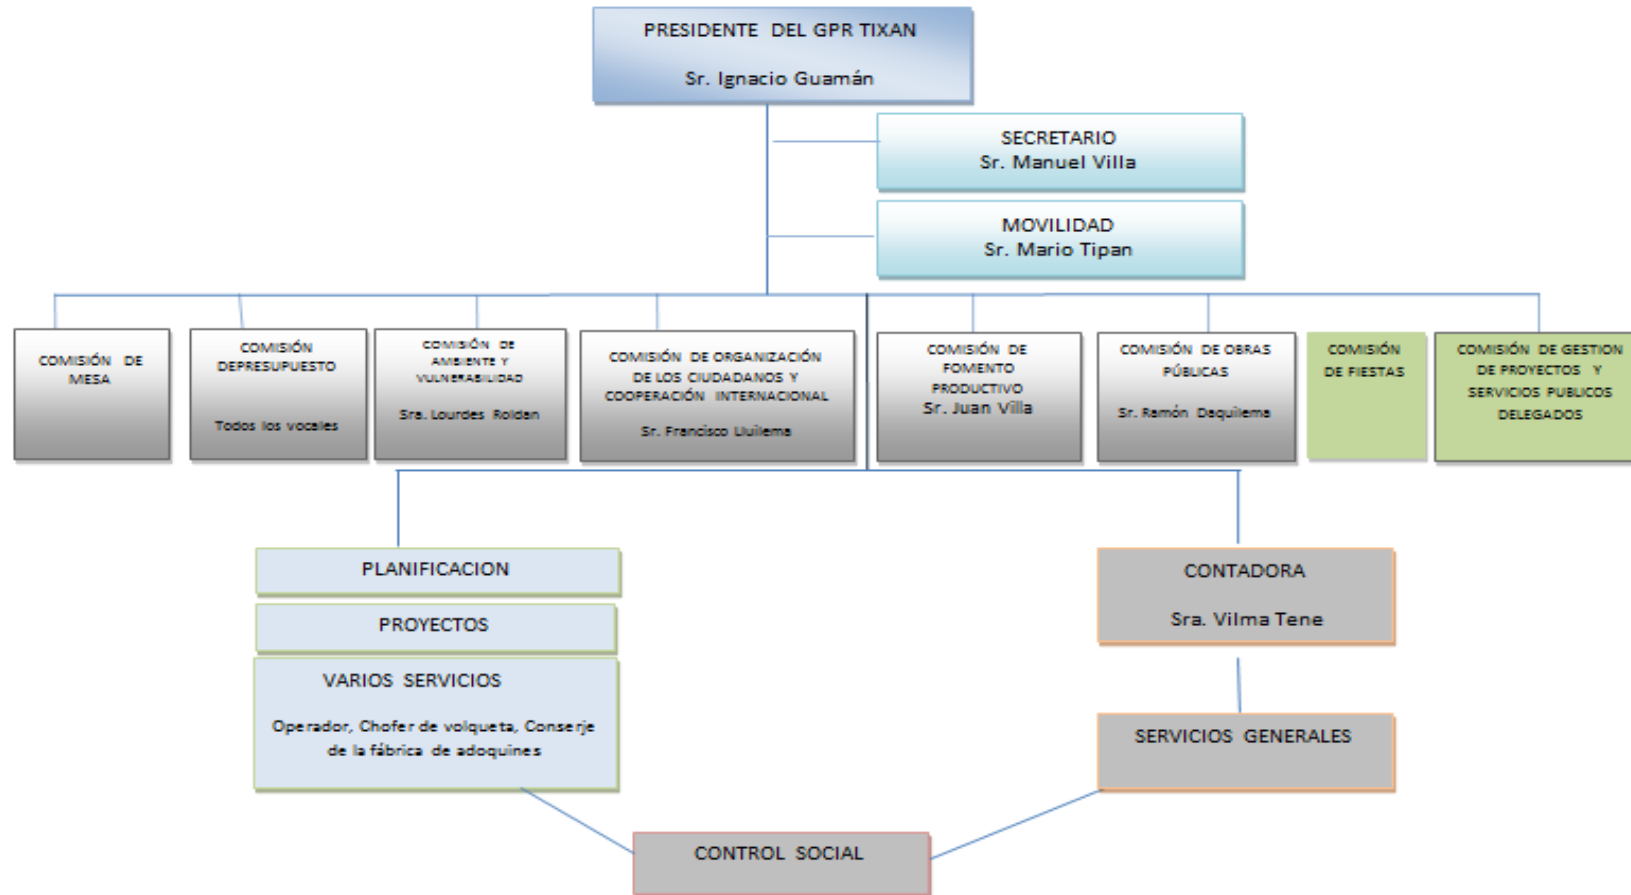 PRESIDENTE DEL GPR TIXAN
Sr. Ignacio Guamán
SECRETARIO
Sr. Manuel Villa
MOVILIDAD
Sr. Mario Tipan
COMISIÓN DE
MESA
COMISIÓN
DEPRESUPUESTO
Todos los vocales
COMISIÓN DE
AMBIENTE Y
VULNERABILIDAD
Sra. Lourdes Roldan
COMISIÓN DE ORGANIZACIÓN
DE LOS CIUDADANOS Y
COOPERACIÓN INTERNACIONAL
Sr. Francisco Lluilema
COMISIÓN DE
FOMENTO
PRODUCTIVO
Sr. Juan Villa
COMISIÓN DE OBRAS
PÚBLICAS
Sr. Ramón Daquilema
COMISIÓN
DE FIESTAS
COMISIÓN DE GESTION
DE PROYECTOS Y
SERVICIOS PUBLICOS
DELEGADOS
PLANIFICACION
PROYECTOS
VARIOS SERVICIOS
Operador, Chofer de volqueta, Conserje
de la fábrica de adoquines
CONTADORA
Sra. Vilma Tene
SERVICIOS GENERALES
CONTROL SOCIAL